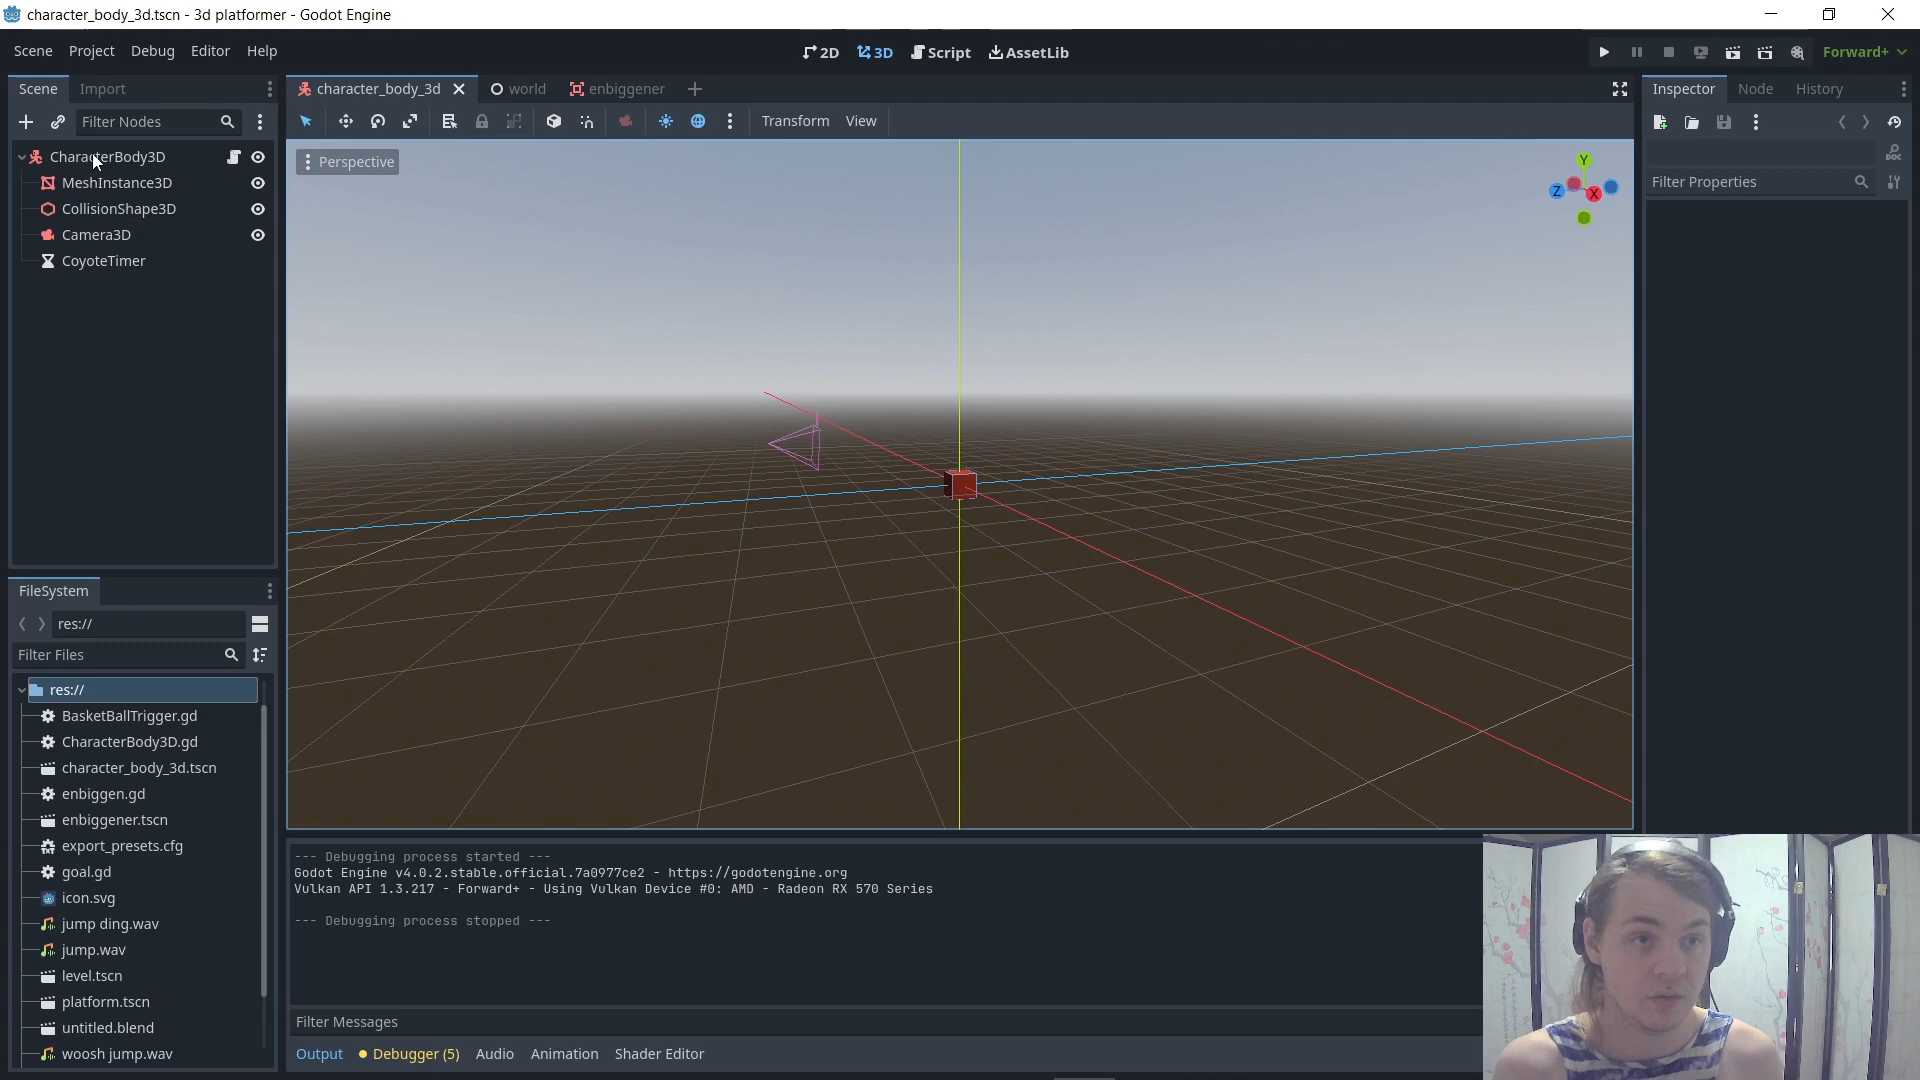 character_body_3d.tscn - 3d platformer - Godot Engine
Scene Project Debug Editor Help
2D 3D Script AssetLib
Forward+
Scene Import
character_body_3d world enbiggener
Inspector Node History
Filter Nodes
Transform View
CharacterBody3D
Perspective
Y
Z X
Filter Properties
MeshInstance3D
CollisionShape3D
Camera3D
CoyoteTimer
FileSystem
res://
Filter Files
res://
BasketBallTrigger.gd
CharacterBody3D.gd
character_body_3d.tscn
enbiggen.gd
enbiggener.tscn
export_presets.cfg
goal.gd
icon.svg
jump ding.wav
jump.wav
level.tscn
platform.tscn
untitled.blend
woosh jump.wav
--- Debugging process started ---
Godot Engine v4.0.2.stable.official.7a0977ce2 - https://godotengine.org
Vulkan API 1.3.217 - Forward+ - Using Vulkan Device #0: AMD - Radeon RX 570 Series
--- Debugging process stopped ---
Filter Messages
Output Debugger (5) Audio Animation Shader Editor